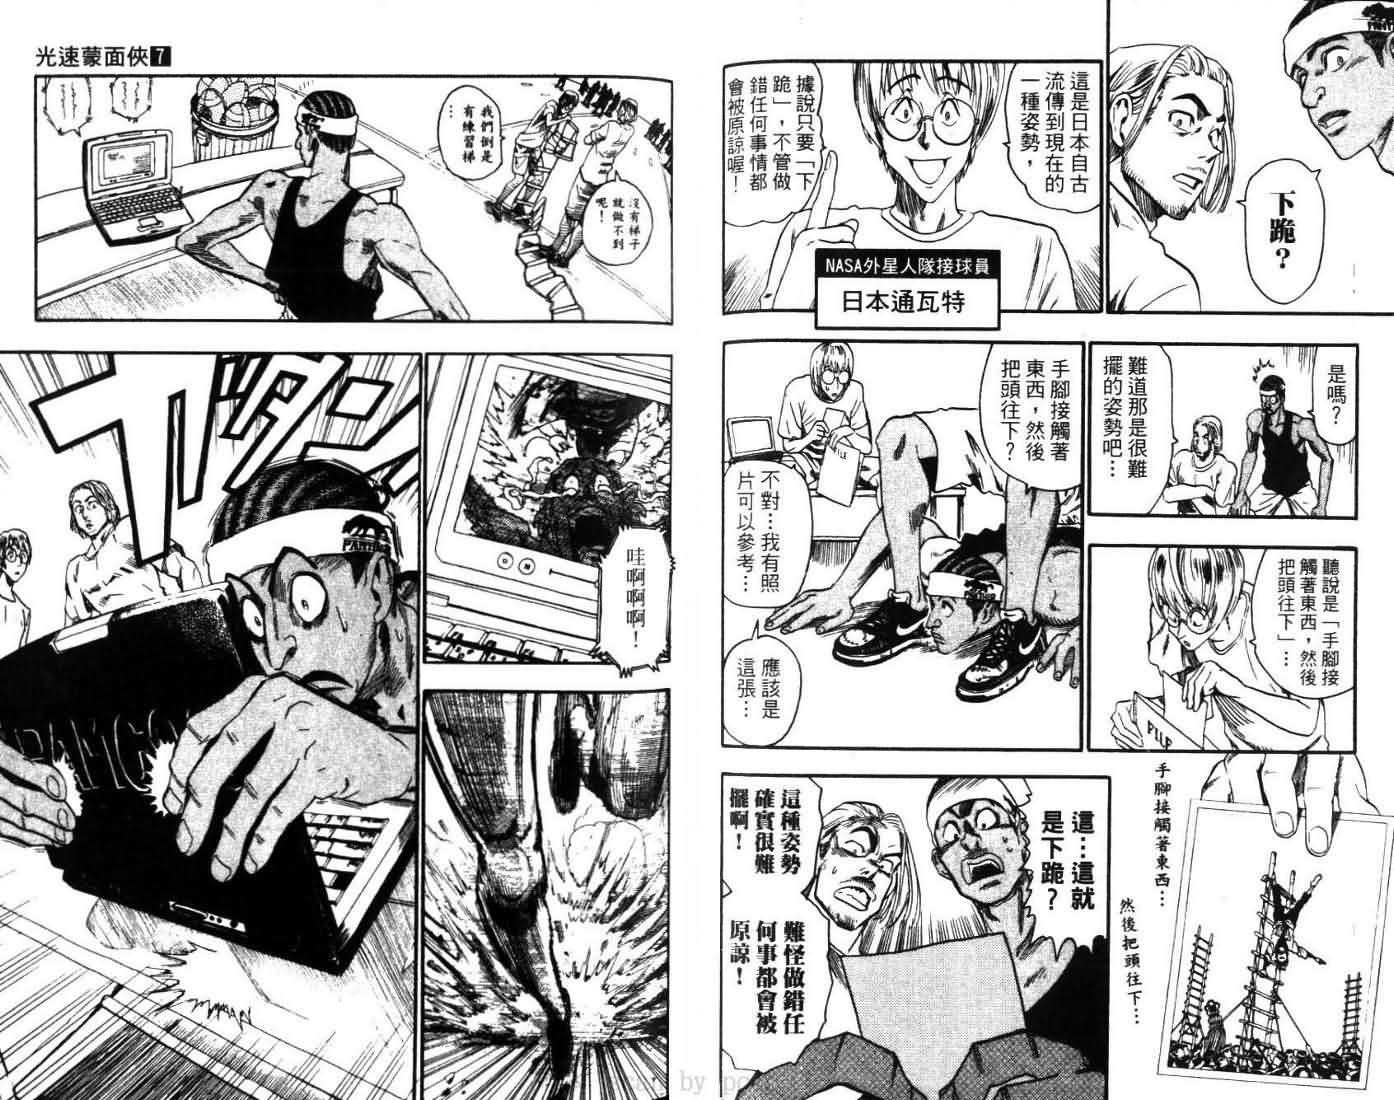 下跪？
這是日本自古
流傳到現在的
一種姿勢，
據說只要「下
跪」，不管做
錯任何事情都
會被原諒喔！
NASA外星人隊接球員
日本通瓦特
是嗎？
難道那是很難
擺的姿勢吧…
手腳接觸著
東西，然後
把頭往下？
不對…我有照
片可以參考…
FILE
聽說是「手腳接
觸著東西，然後
把頭往下」…
FILE
應該是
這張…
手腳接觸著東西…
然後把頭往下…
這…這就
是下跪？
這種姿勢
確實很難
擺啊！
難怪做錯任
何事都會被
原諒！
光速蒙面俠7
我們倒是
有練習梯
…
沒有梯子
就做不到
呢！
哇啊啊啊！
ガタン